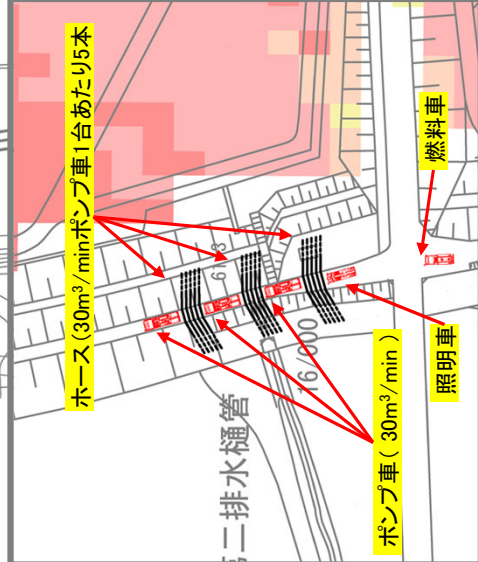 ホース（30m³/minポンプ車1台あたり5本
ポンプ車（ 30m³/min ）
照明車
燃料車
二排水樋管
16/000